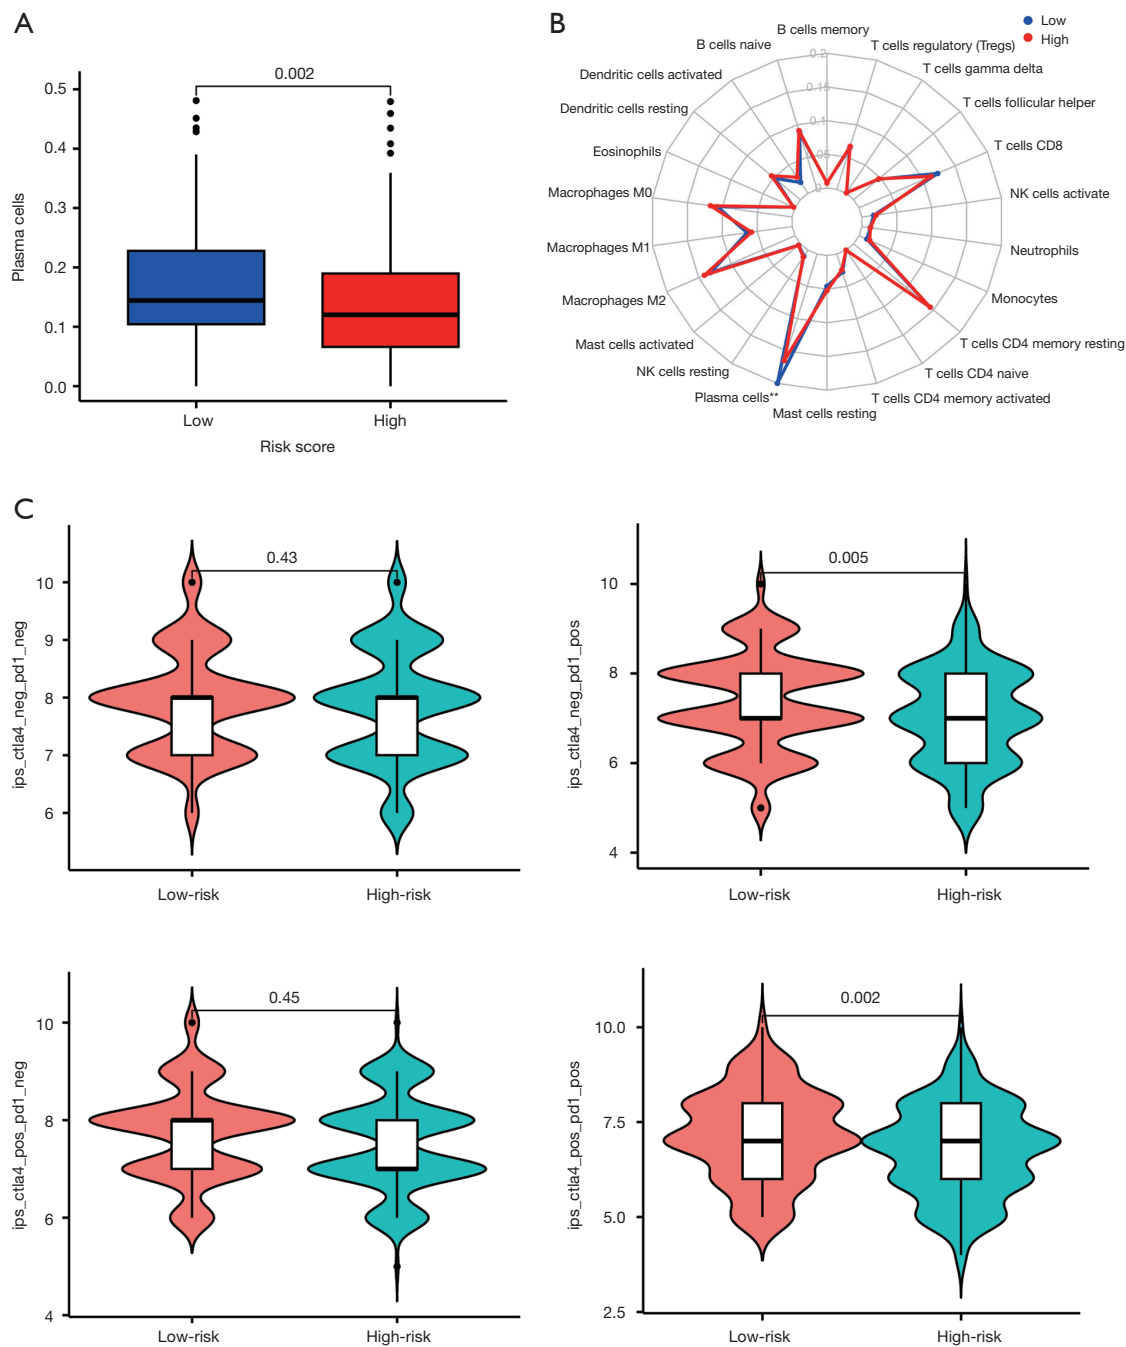 A
0.002
0.5
0.4
0.3
0.2
0.1
0.0
Plasma cells
Low
High
Risk score
B
Low
High
B cells memory
B cells naive
T cells regulatory (Tregs)
Dendritic cells activated
T cells gamma delta
Dendritic cells resting
T cells follicular helper
Eosinophils
T cells CD8
Macrophages M0
NK cells activate
Macrophages M1
Neutrophils
Macrophages M2
Monocytes
Mast cells activated
T cells CD4 memory resting
NK cells resting
T cells CD4 naive
Plasma cells**
T cells CD4 memory activated
Mast cells resting
0.2
0.15
0.1
0.05
0
C
0.43
10
9
8
7
6
ips_ctla4_neg_pd1_neg
Low-risk
High-risk
0.005
10
8
6
4
ips_ctla4_neg_pd1_pos
Low-risk
High-risk
0.45
10
8
6
4
ips_ctla4_pos_pd1_neg
Low-risk
High-risk
0.002
10.0
7.5
5.0
2.5
ips_ctla4_pos_pd1_pos
Low-risk
High-risk